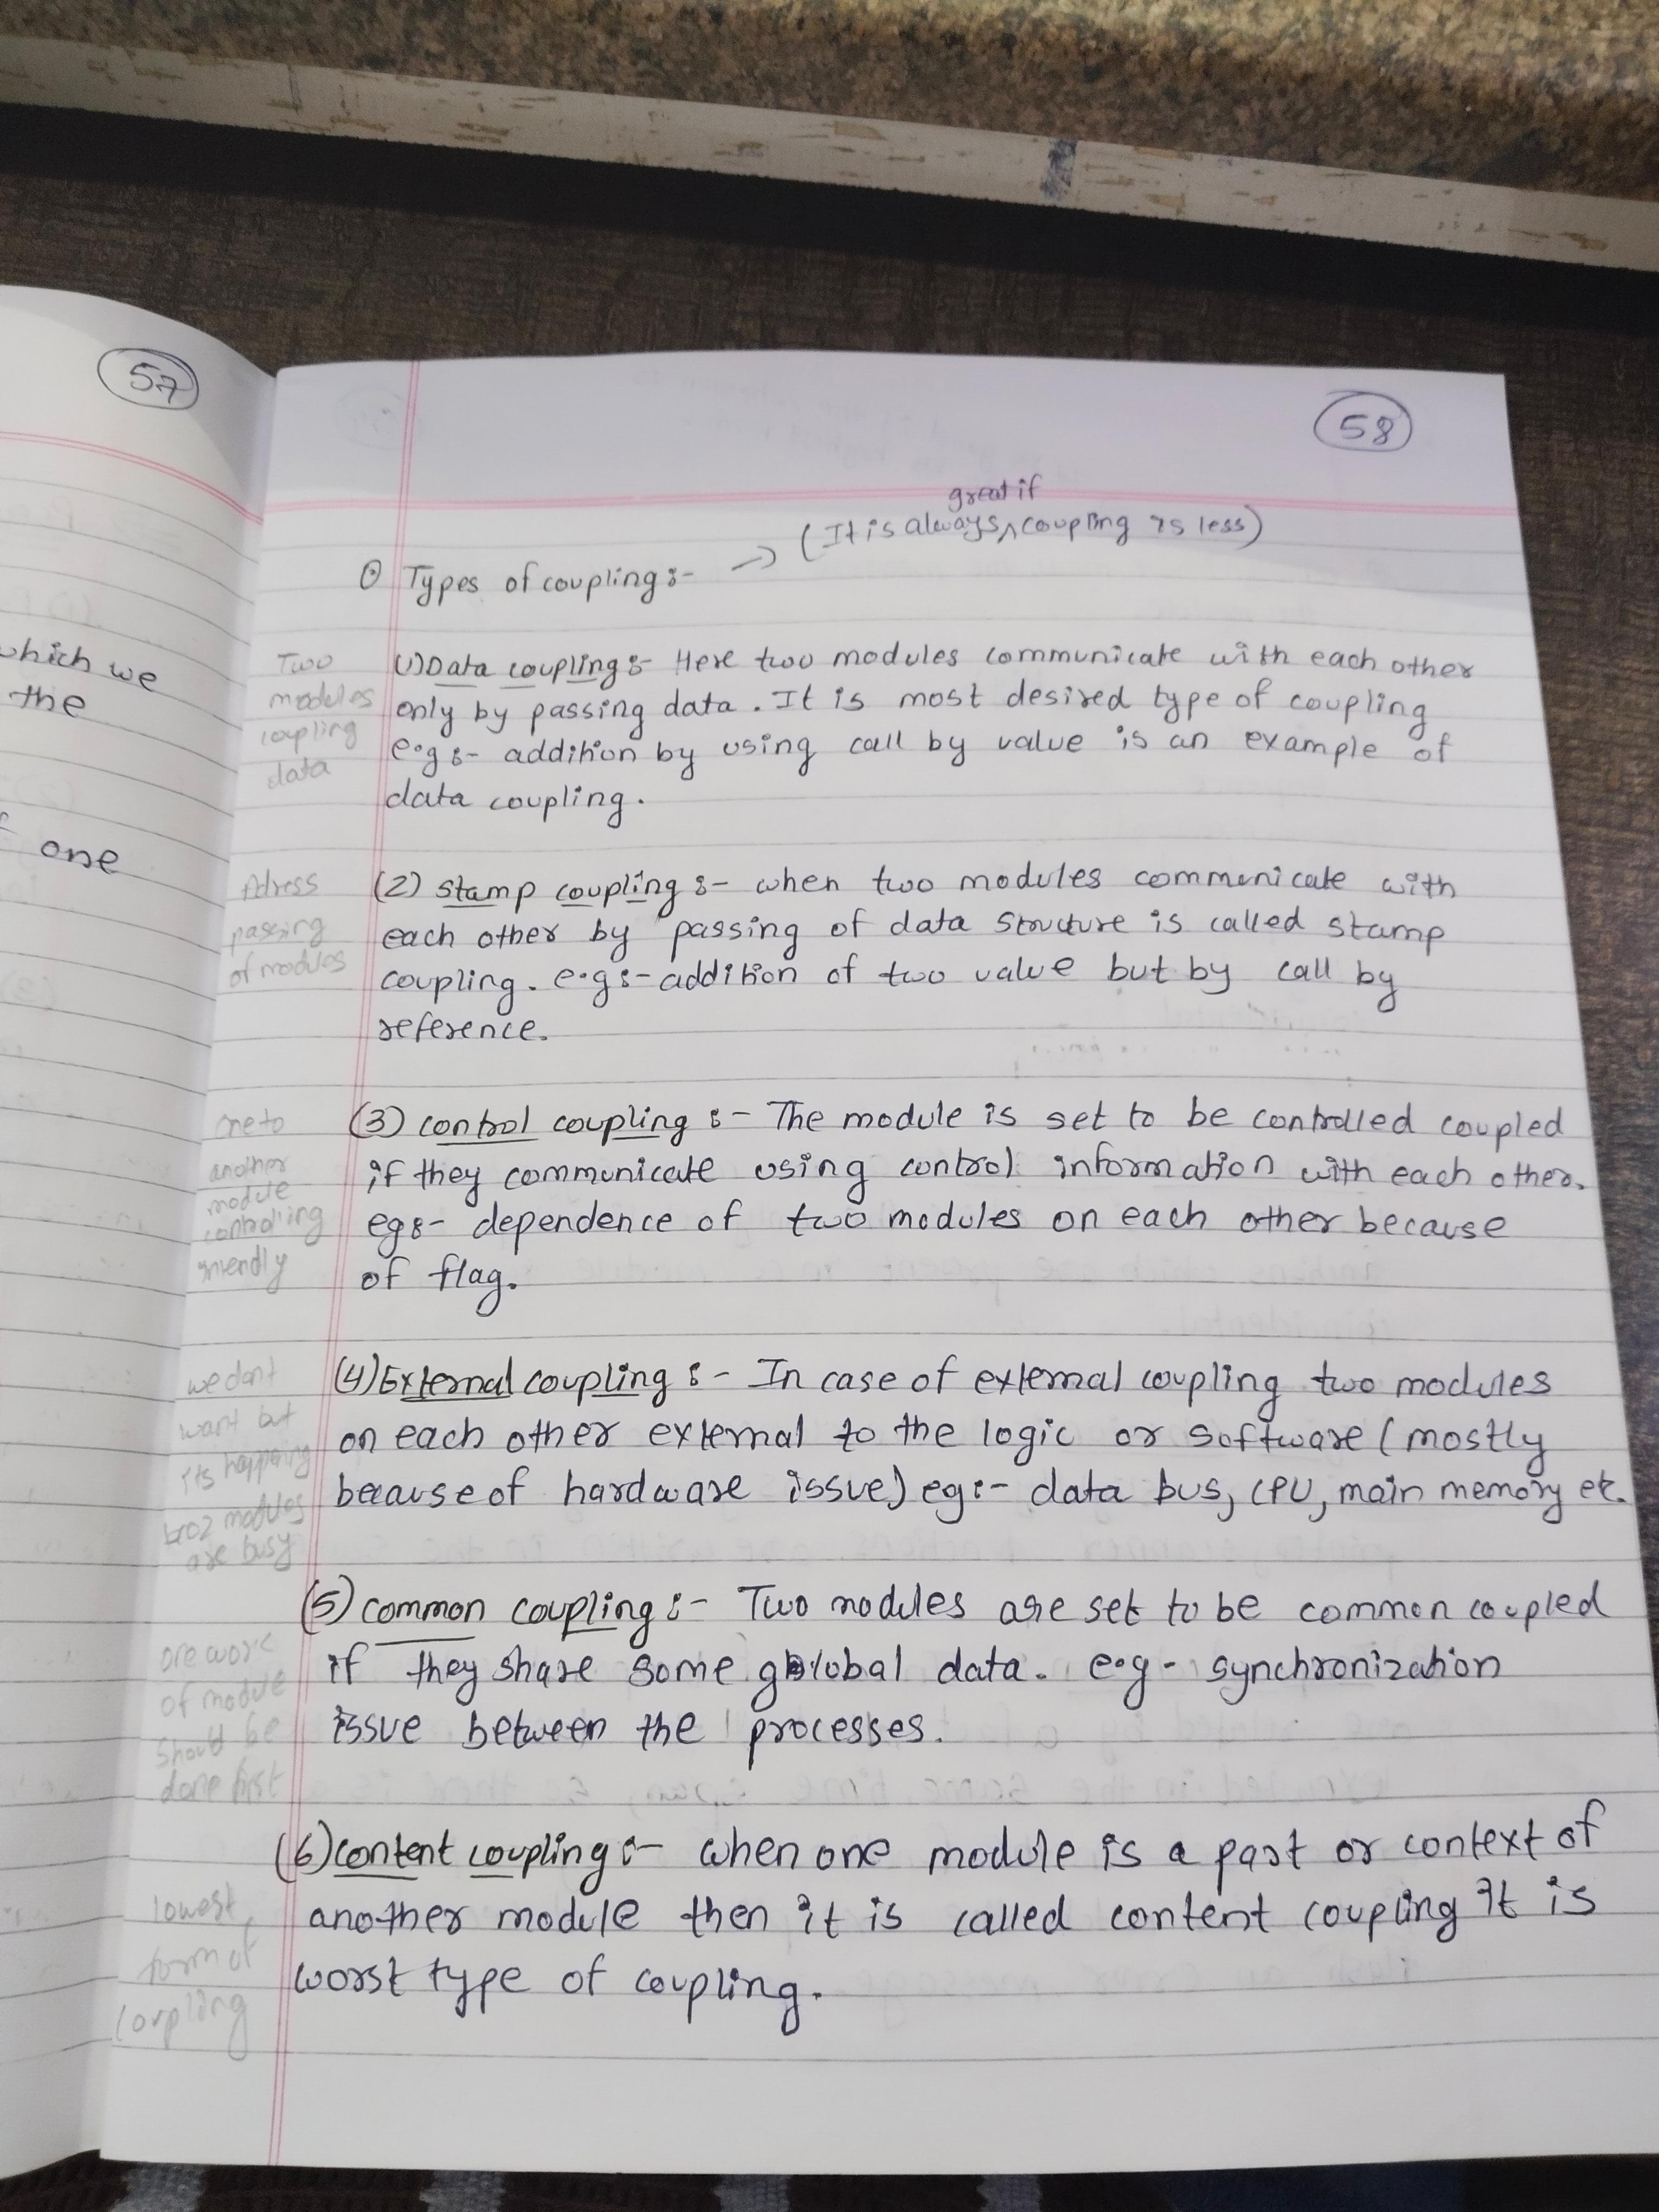 57
which we
the
one
58
great if
(It is always ^ coupling is less)
Types of coupling :- →
Two
modules
coupling
data
(1) Data coupling :- Here two modules communicate with each other
only by passing data. It is most desired type of coupling
e.g :- addition by using call by value is an example of
data coupling.
Adress
passing
of modules
(2) Stamp coupling :- when two modules communicate with
each other by passing of data structure is called stamp
coupling. e.g :- addition of two value but by call by
reference.
one to
another
module
controlling
(3) control coupling :- The module is set to be controlled coupled
if they communicate using control information with each other.
eg :- dependence of two modules on each other because
of flag.
we dont
want but
its happening
modules
are busy
(4) External coupling :- In case of external coupling two modules
on each other external to the logic or software (mostly
because of hardware issue) eg :- data bus, CPU, main memory etc.
one work
of module
should be
done first
(5) common coupling :- Two modules are set to be common coupled
if they share some global data. e.g - synchronization
issue between the processes.
lowest
form of
coupling
(6) content coupling :- when one module is a part or context of
another module then it is called content coupling it is
worst type of coupling.